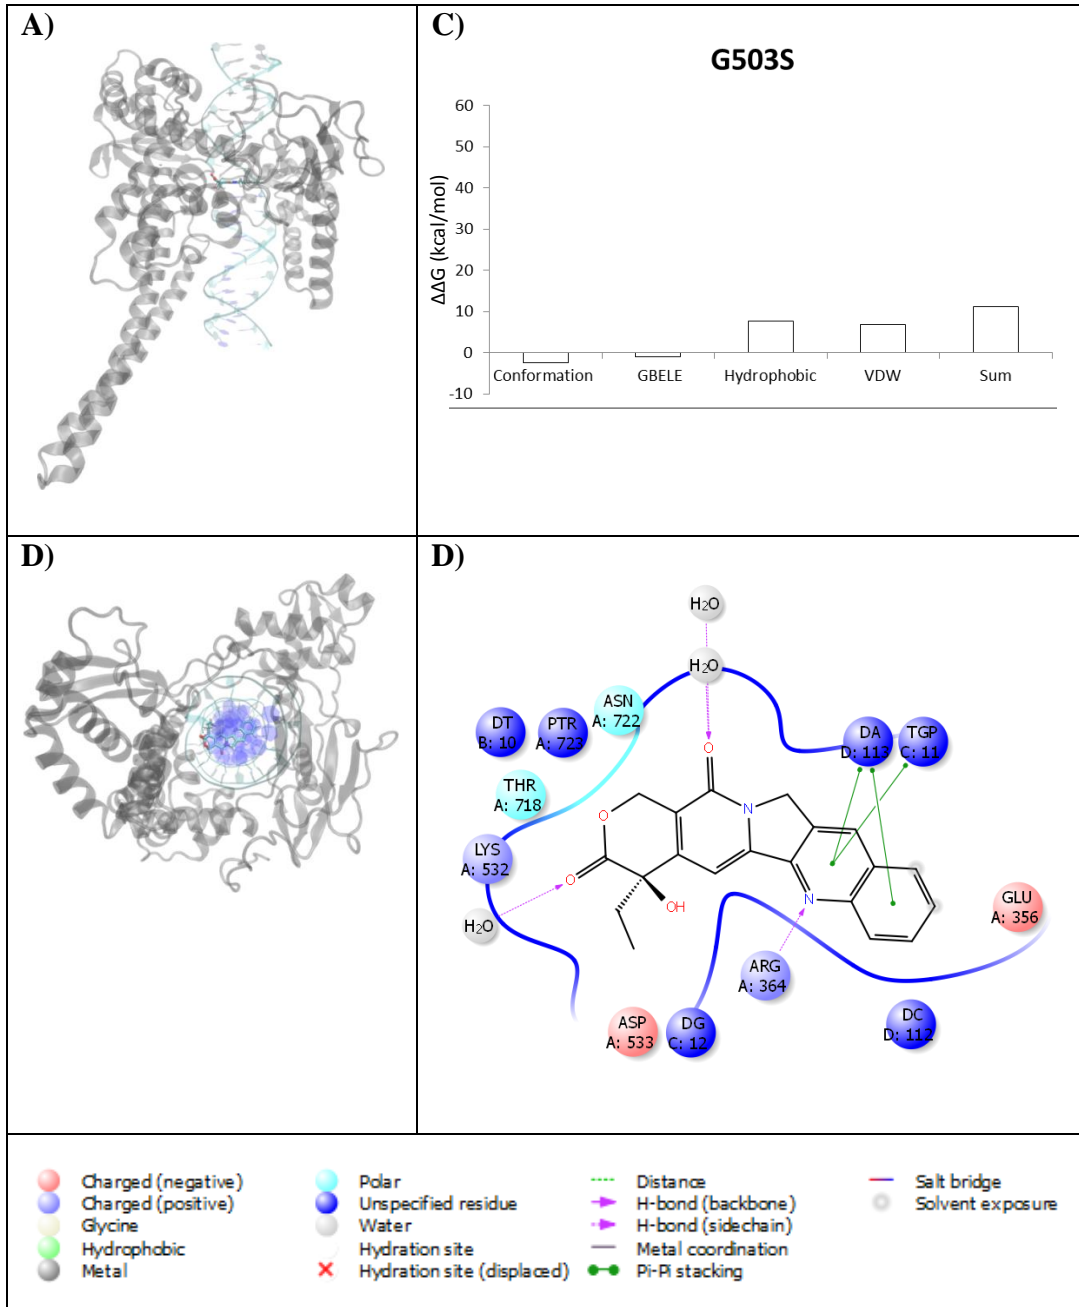 A)
C)
G503S
ΔΔG (kcal/mol)
60
50
40
30
20
10
0
-10
Conformation GBELE Hydrophobic VDW Sum
D)
D)
H₂O
H₂O
ASN
A: 722
DT
B: 10
PTR
A: 723
THR
A: 718
DA
D: 113
TGP
C: 11
LYS
A: 532
H₂O
O
O
O
N
N
OH
GLU
A: 356
ARG
A: 364
ASP
A: 533
DG
C: 12
DC
D: 112
Charged (negative)
Charged (positive)
Glycine
Hydrophobic
Metal
Polar
Unspecified residue
Water
Hydration site
Hydration site (displaced)
Distance
H-bond (backbone)
H-bond (sidechain)
Metal coordination
Pi-Pi stacking
Salt bridge
Solvent exposure